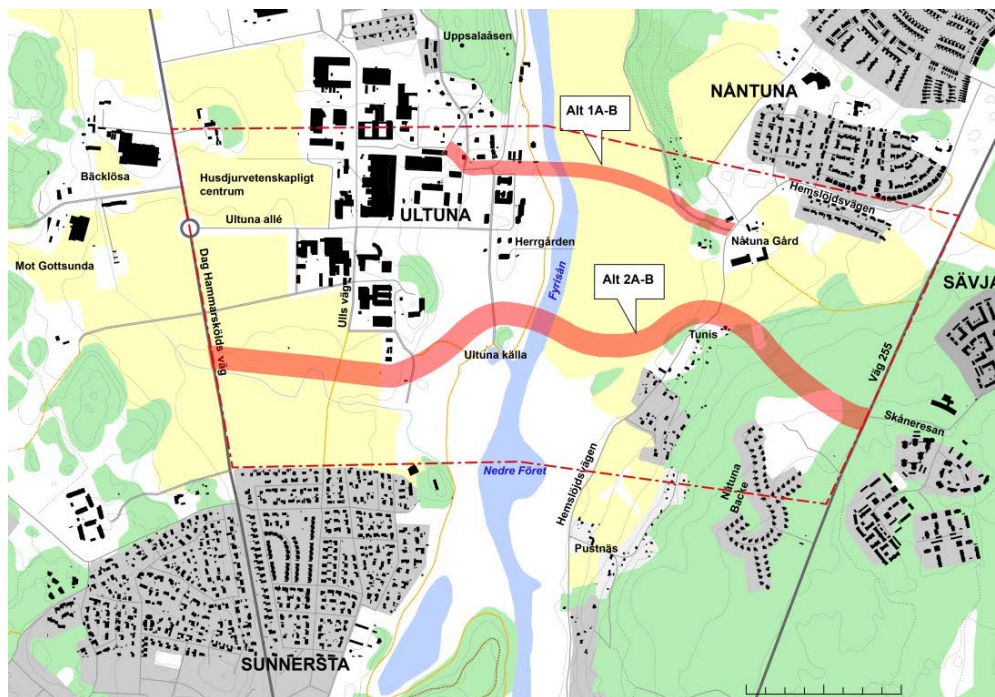 Uppsalaåsen
NÅNTUNA
Alt 1A-B
Bäcklösa
Husdjurvetenskapligt
centrum
Hemslöjdsvägen
ULTUNA
Ultuna allé
Herrgården
Nåtuna Gård
Mot Gottsunda
Dag Hammarskölds väg
Ulls väg
Fyrisån
Alt 2A-B
SÄVJA
Tunis
Ultuna källa
Väg 255
Skåneresan
Nedre Föret
Hemslöjdsvägen
Nåtuna
Backe
Pustnäs
SUNNERSTA